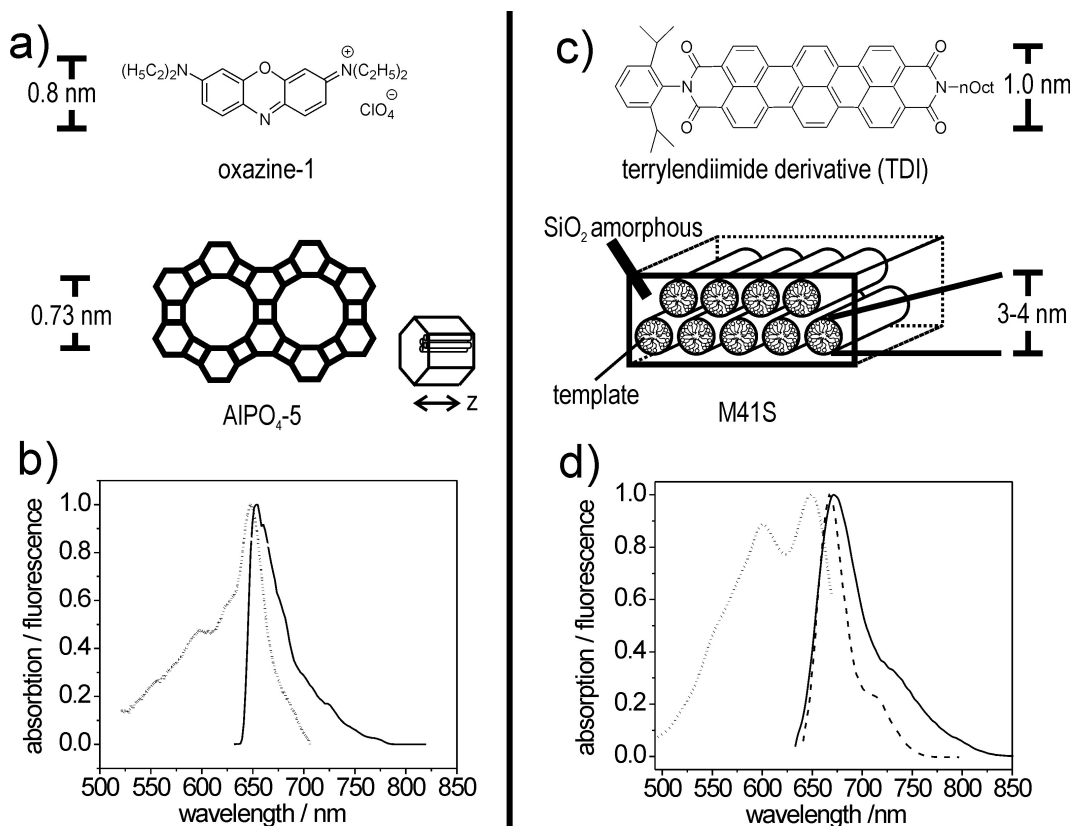 a)
0.8 nm
(H5C2)2N
O
⊕
N(C2H5)2
N
⊖
ClO4
oxazine-1
0.73 nm
z
AlPO₄-5
b)
absorbtion / fluorescence
1.0
0.8
0.6
0.4
0.2
0.0
500 550 600 650 700 750 800 850
wavelength / nm
c)
O
O
N
N
nOct
O
O
1.0 nm
terrylendiimide derivative (TDI)
SiO₂ amorphous
3-4 nm
template
M41S
d)
absorption / fluorescence
1.0
0.8
0.6
0.4
0.2
0.0
500 550 600 650 700 750 800 850
wavelength /nm